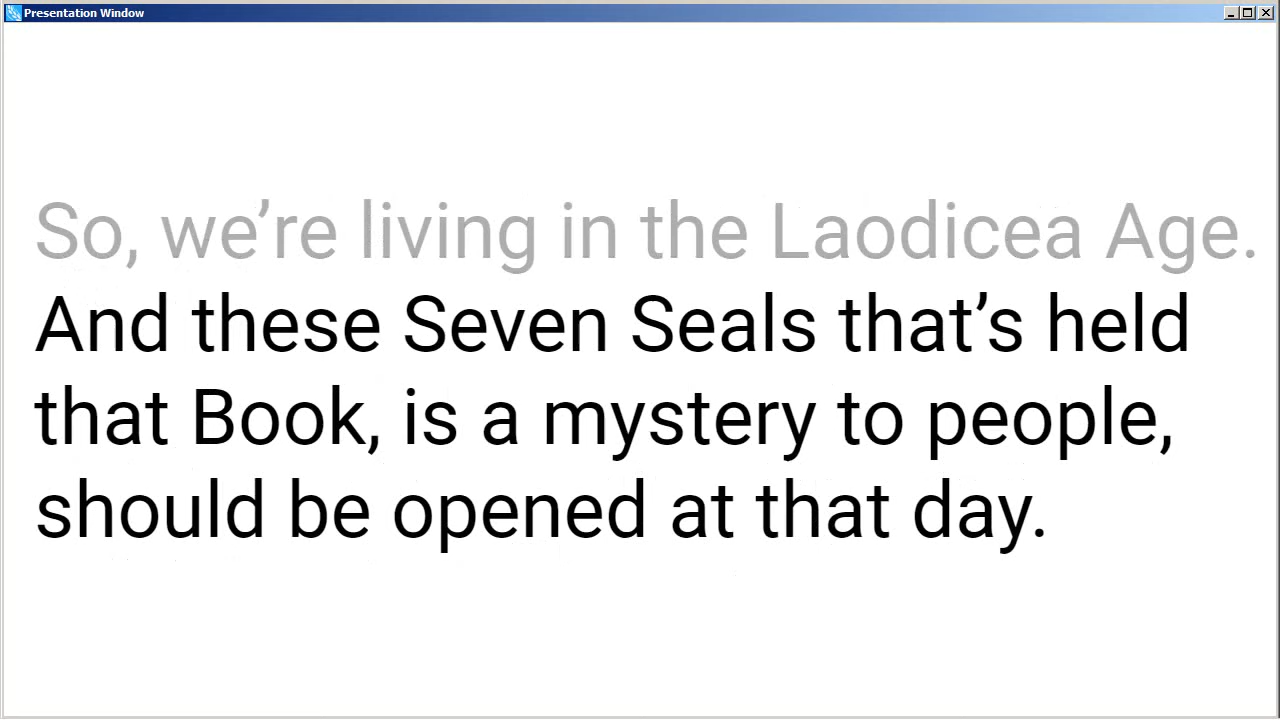 Presentation Window
So, we’re living in the Laodicea Age.
And these Seven Seals that’s held
that Book, is a mystery to people,
should be opened at that day.